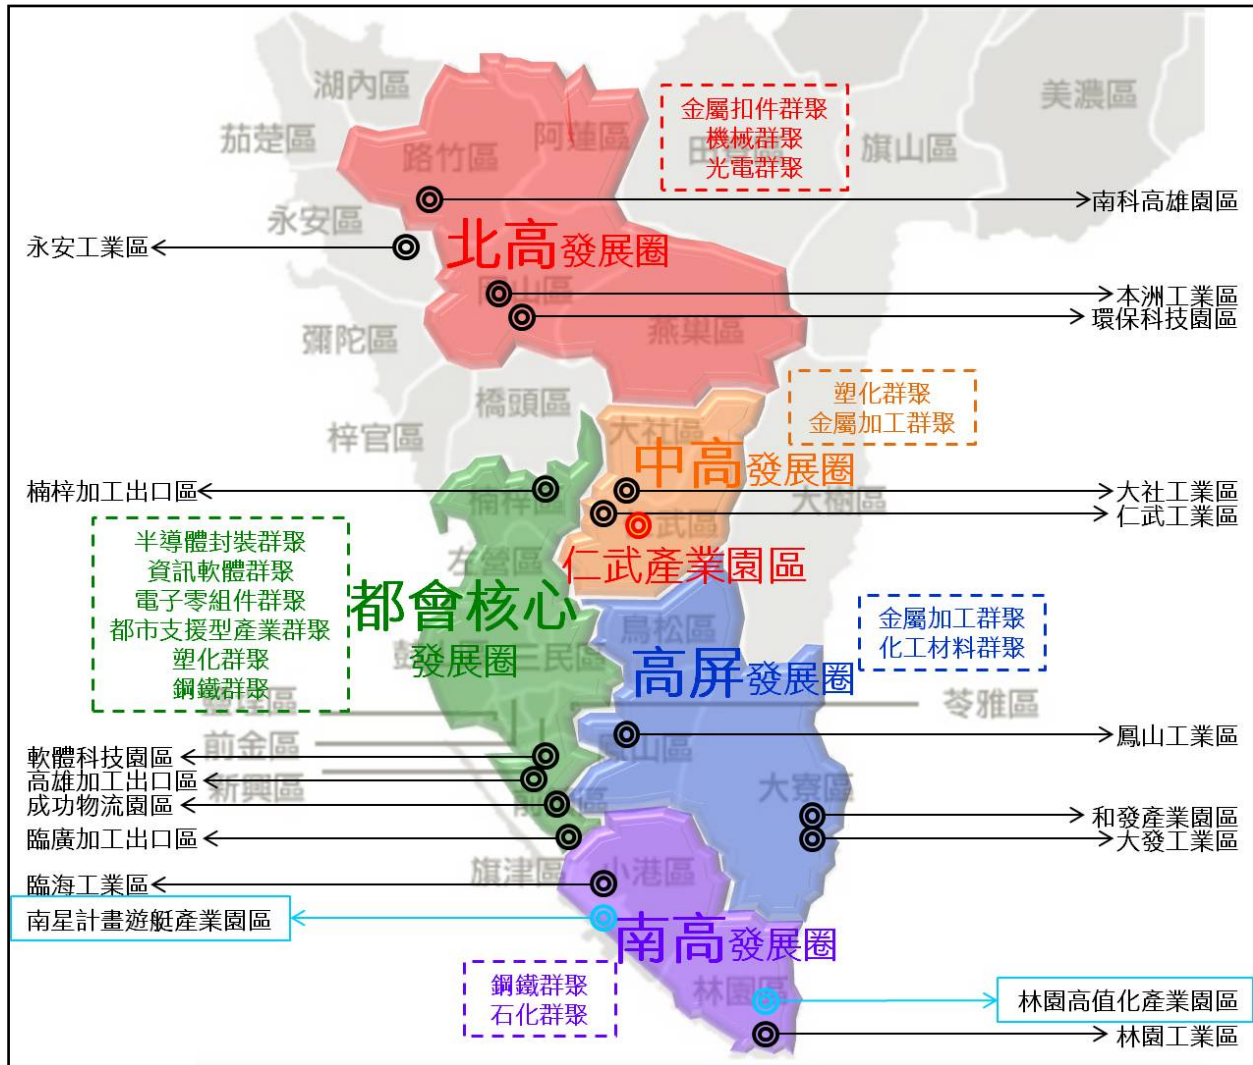 湖內區
美濃區
茄萣區
路竹區
阿蓮區
金屬扣件群聚
機械群聚
光電群聚
田寮區
旗山區
南科高雄園區
永安區
永安工業區
北高發展圈
岡山區
本洲工業區
環保科技園區
彌陀區
燕巢區
橋頭區
梓官區
塑化群聚
金屬加工群聚
大社區
中高發展圈
楠梓加工出口區
楠梓區
大樹區
大社工業區
仁武工業區
仁武區
仁武產業園區
半導體封裝群聚
資訊軟體群聚
電子零組件群聚
都市支援型產業群聚
塑化群聚
鋼鐵群聚
左營區
都會核心
發展圈
三民區
鳥松區
金屬加工群聚
化工材料群聚
高屏發展圈
鹽埕區
苓雅區
前金區
新興區
鳳山區
鳳山工業區
軟體科技園區
高雄加工出口區
成功物流園區
臨廣加工出口區
大寮區
和發產業園區
大發工業區
旗津區
小港區
臨海工業區
南星計畫遊艇產業園區
南高發展圈
鋼鐵群聚
石化群聚
林園區
林園高值化產業園區
林園工業區